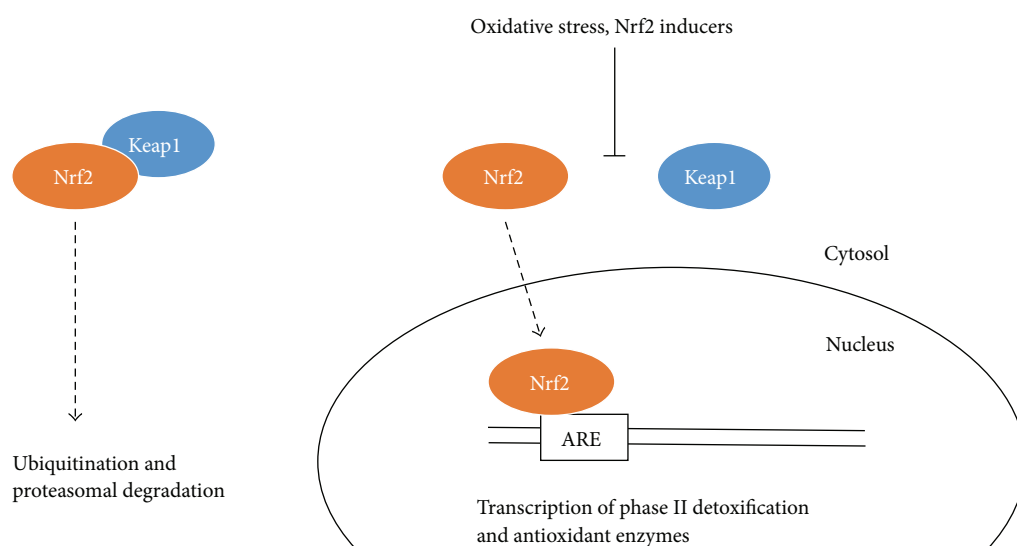 Oxidative stress, Nrf2 inducers
Keap1
Nrf2
Nrf2
Keap1
Cytosol
Nucleus
Nrf2
ARE
Ubiquitination and
proteasomal degradation
Transcription of phase II detoxification
and antioxidant enzymes